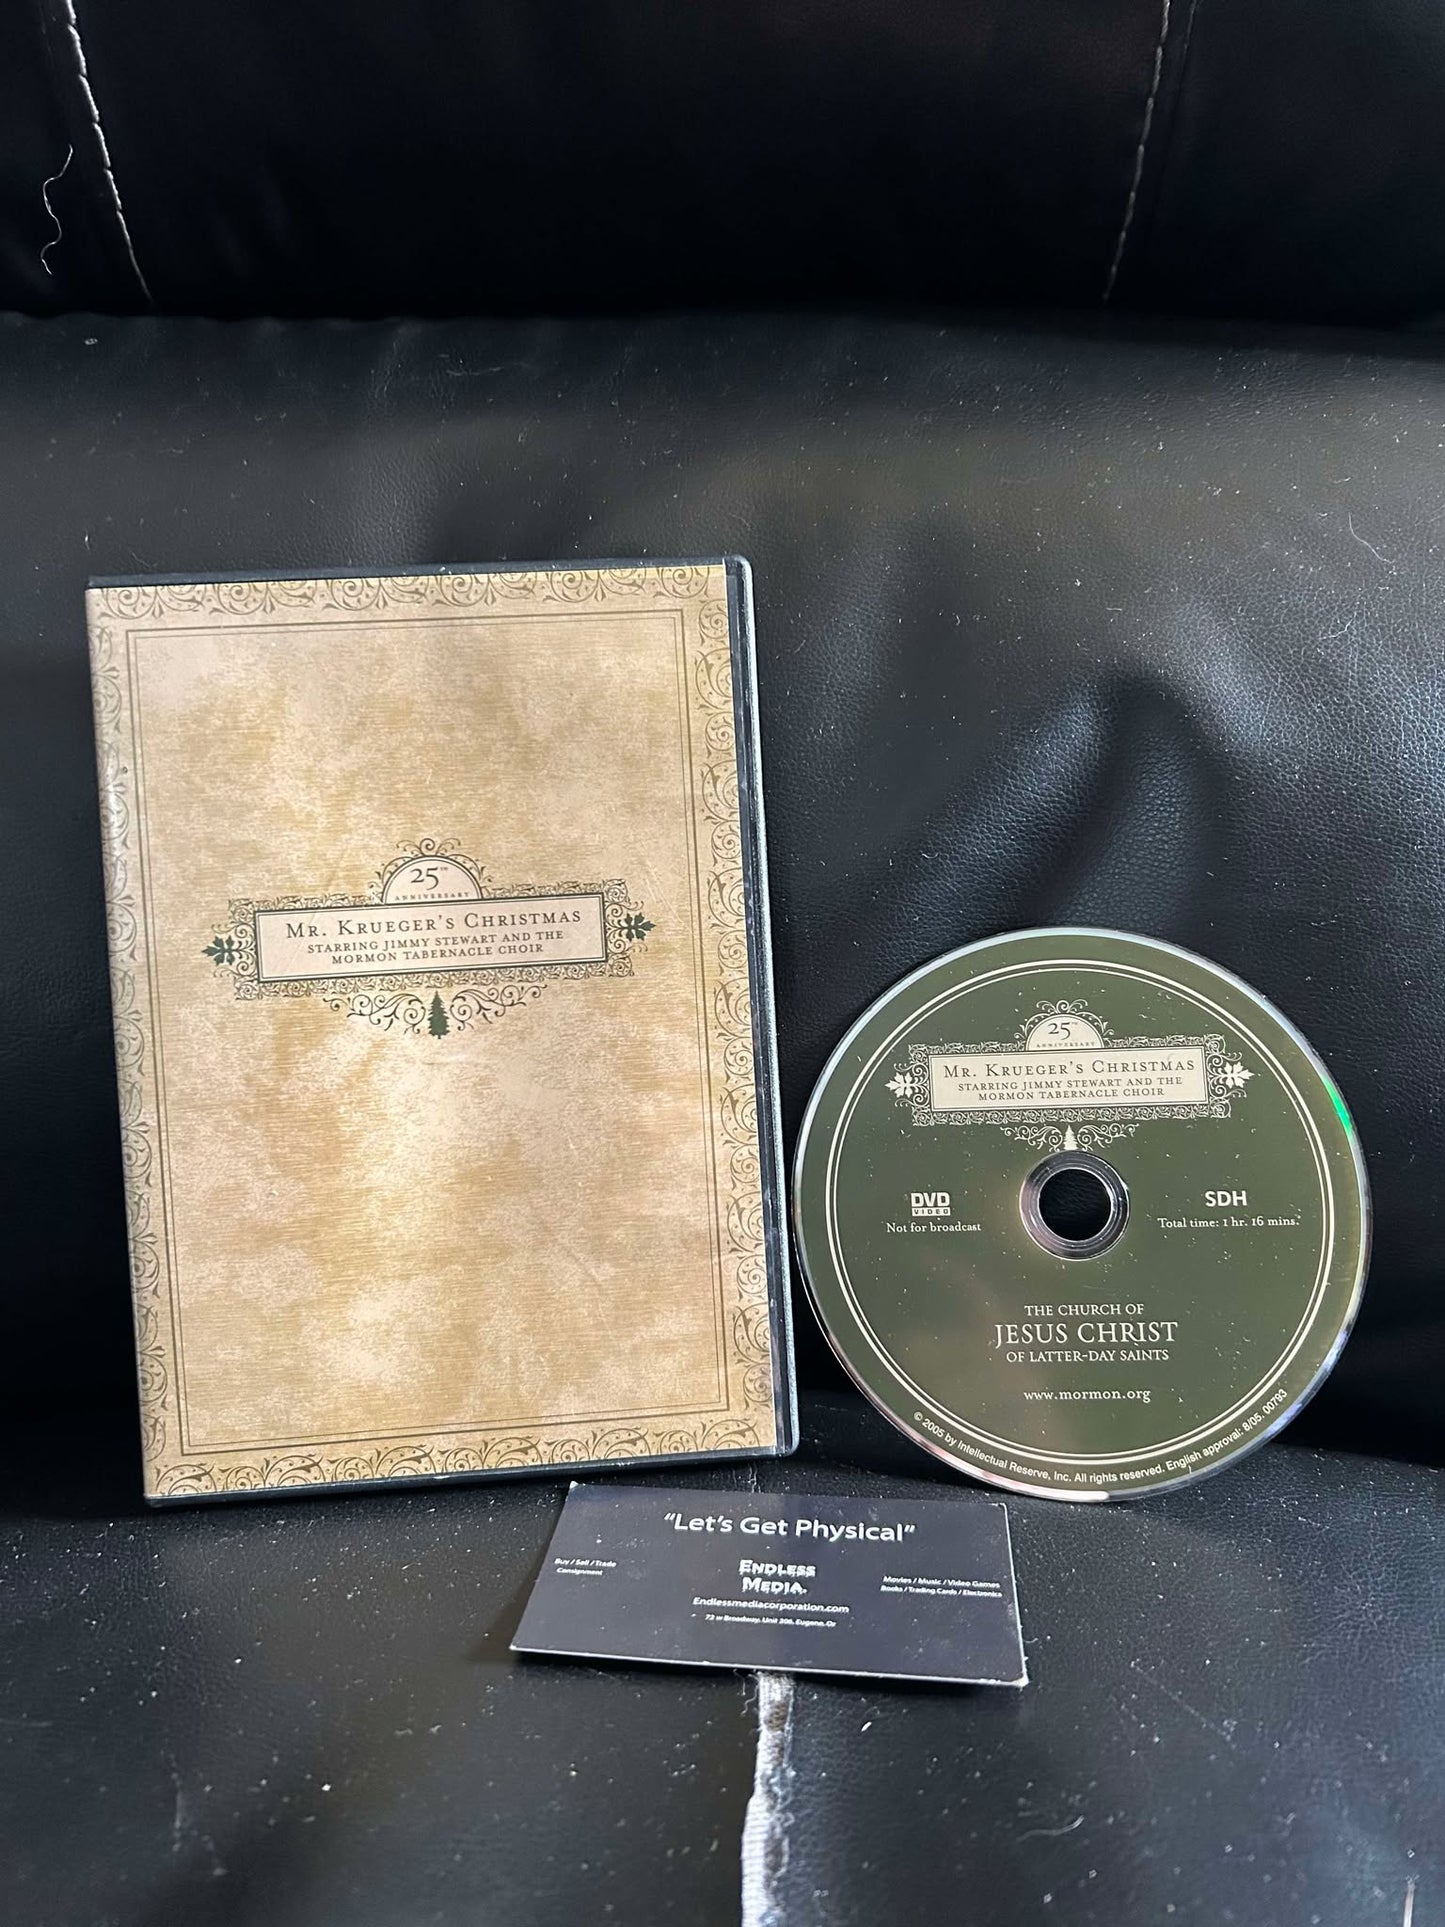 25TH
ANNIVERSARY
MR. KRUEGER'S CHRISTMAS
STARRING JIMMY STEWART AND THE
MORMON TABERNACLE CHOIR
25TH
ANNIVERSARY
MR. KRUEGER'S CHRISTMAS
STARRING JIMMY STEWART AND THE
MORMON TABERNACLE CHOIR
DVD
VIDEO
Not for broadcast
SDH
Total time: 1 hr. 16 mins.
THE CHURCH OF
JESUS CHRIST
OF LATTER-DAY SAINTS
www.mormon.org
© 2005 by Intellectual Reserve, Inc. All rights reserved. English approval: 8/05. 00793
"Let's Get Physical"
Buy / Sell / Trade
Consignment
ENDLESS
MEDIA.
Endlessmediacorporation.com
72 w Broadway, Unit 206, Eugene, Or
Movies / Music / Video Games
Books / Trading Cards / Electronics